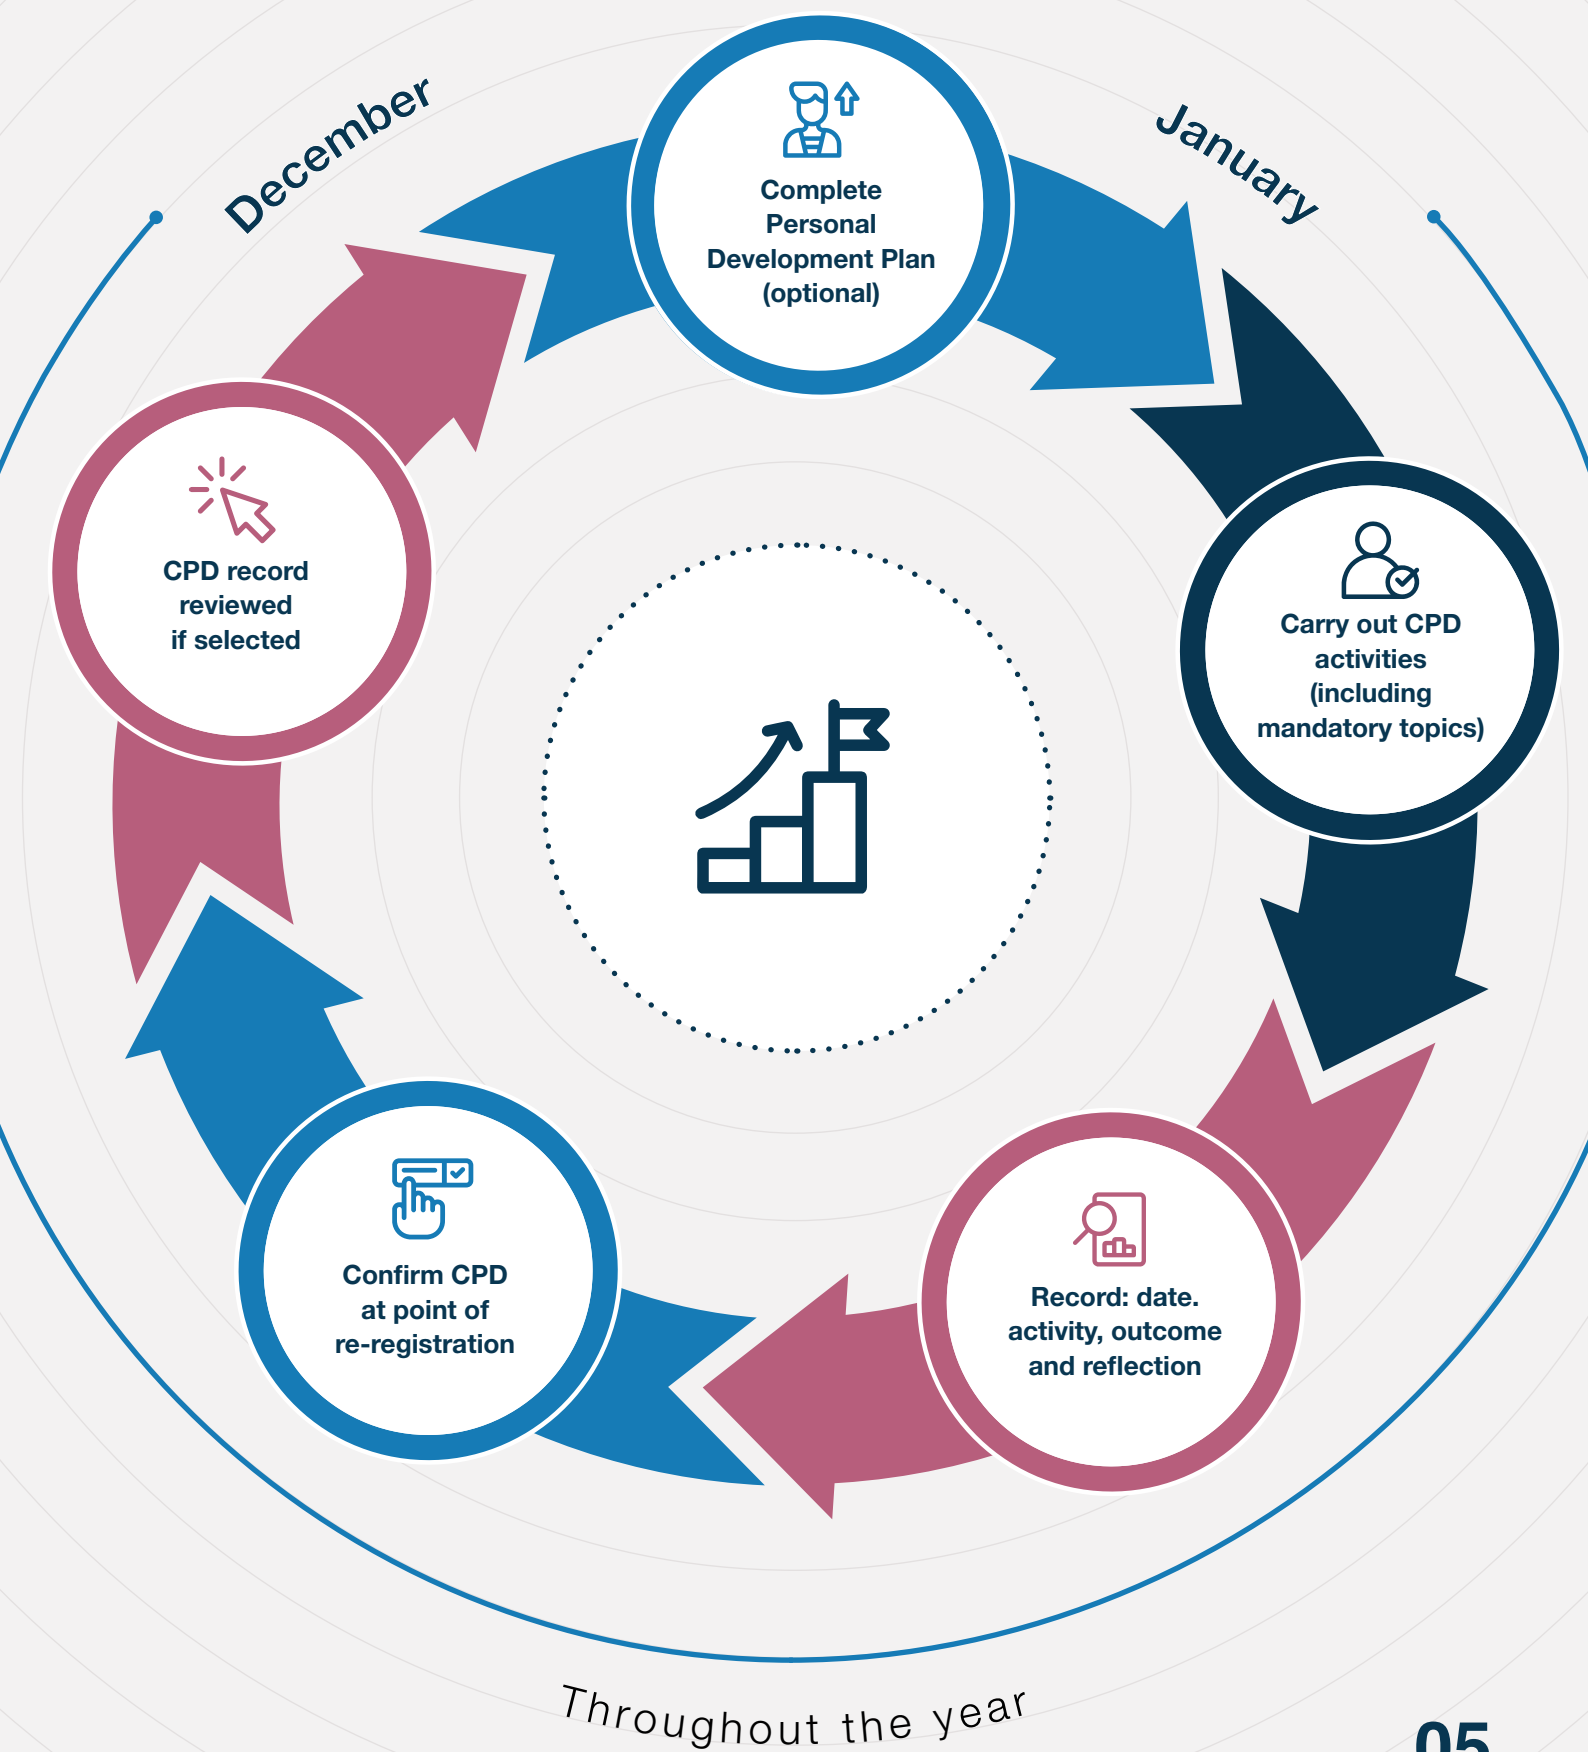 December
January
Complete
Personal
Development Plan
(optional)
CPD record
reviewed
if selected
Carry out CPD
activities
(including
mandatory topics)
Confirm CPD
at point of
re-registration
Record: date.
activity, outcome
and reflection
Throughout the year
05